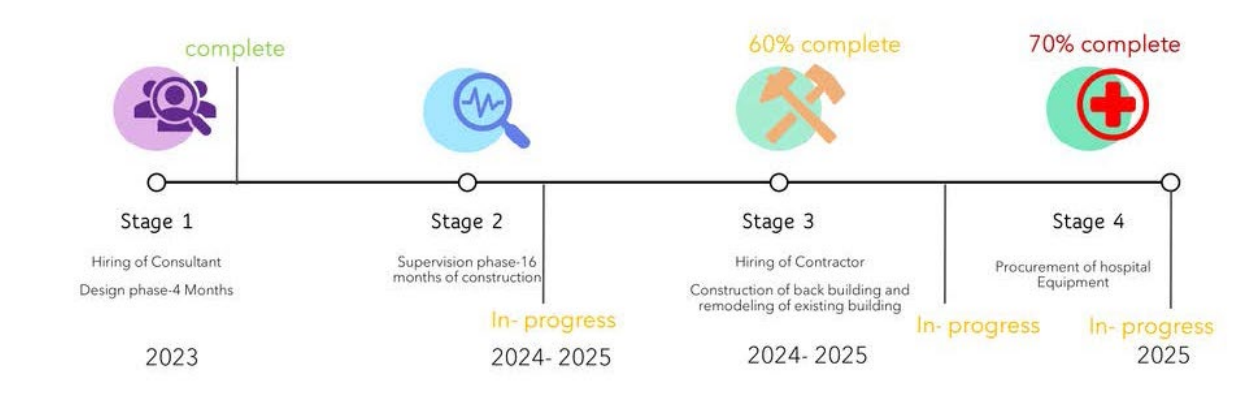 complete
60% complete
70% complete
Stage 1
Stage 2
Stage 3
Stage 4
Hiring of Consultant
Design phase-4 Months
Supervision phase-16
months of construction
Hiring of Contractor
Construction of back building and
remodeling of existing building
Procurement of hospital
Equipment
In- progress
In- progress
In- progress
2023
2024- 2025
2024- 2025
2025